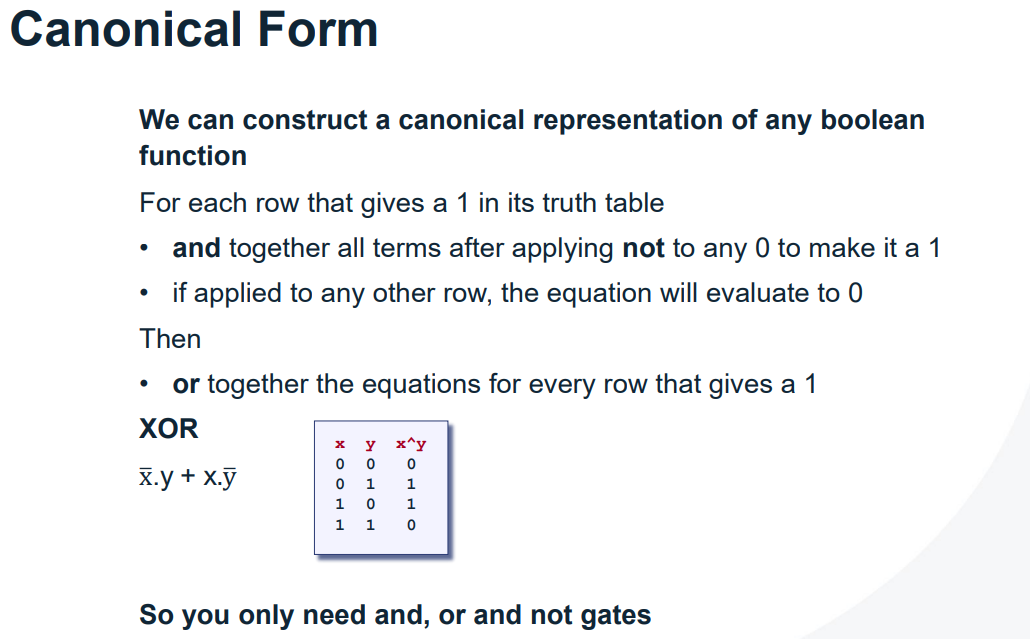 Canonical Form
We can construct a canonical representation of any boolean
function
For each row that gives a 1 in its truth table
• and together all terms after applying not to any 0 to make it a 1
• if applied to any other row, the equation will evaluate to 0
Then
• or together the equations for every row that gives a 1
XOR
x̅.y + x.y̅
x y x^y
0 0 0
0 1 1
1 0 1
1 1 0
So you only need and, or and not gates